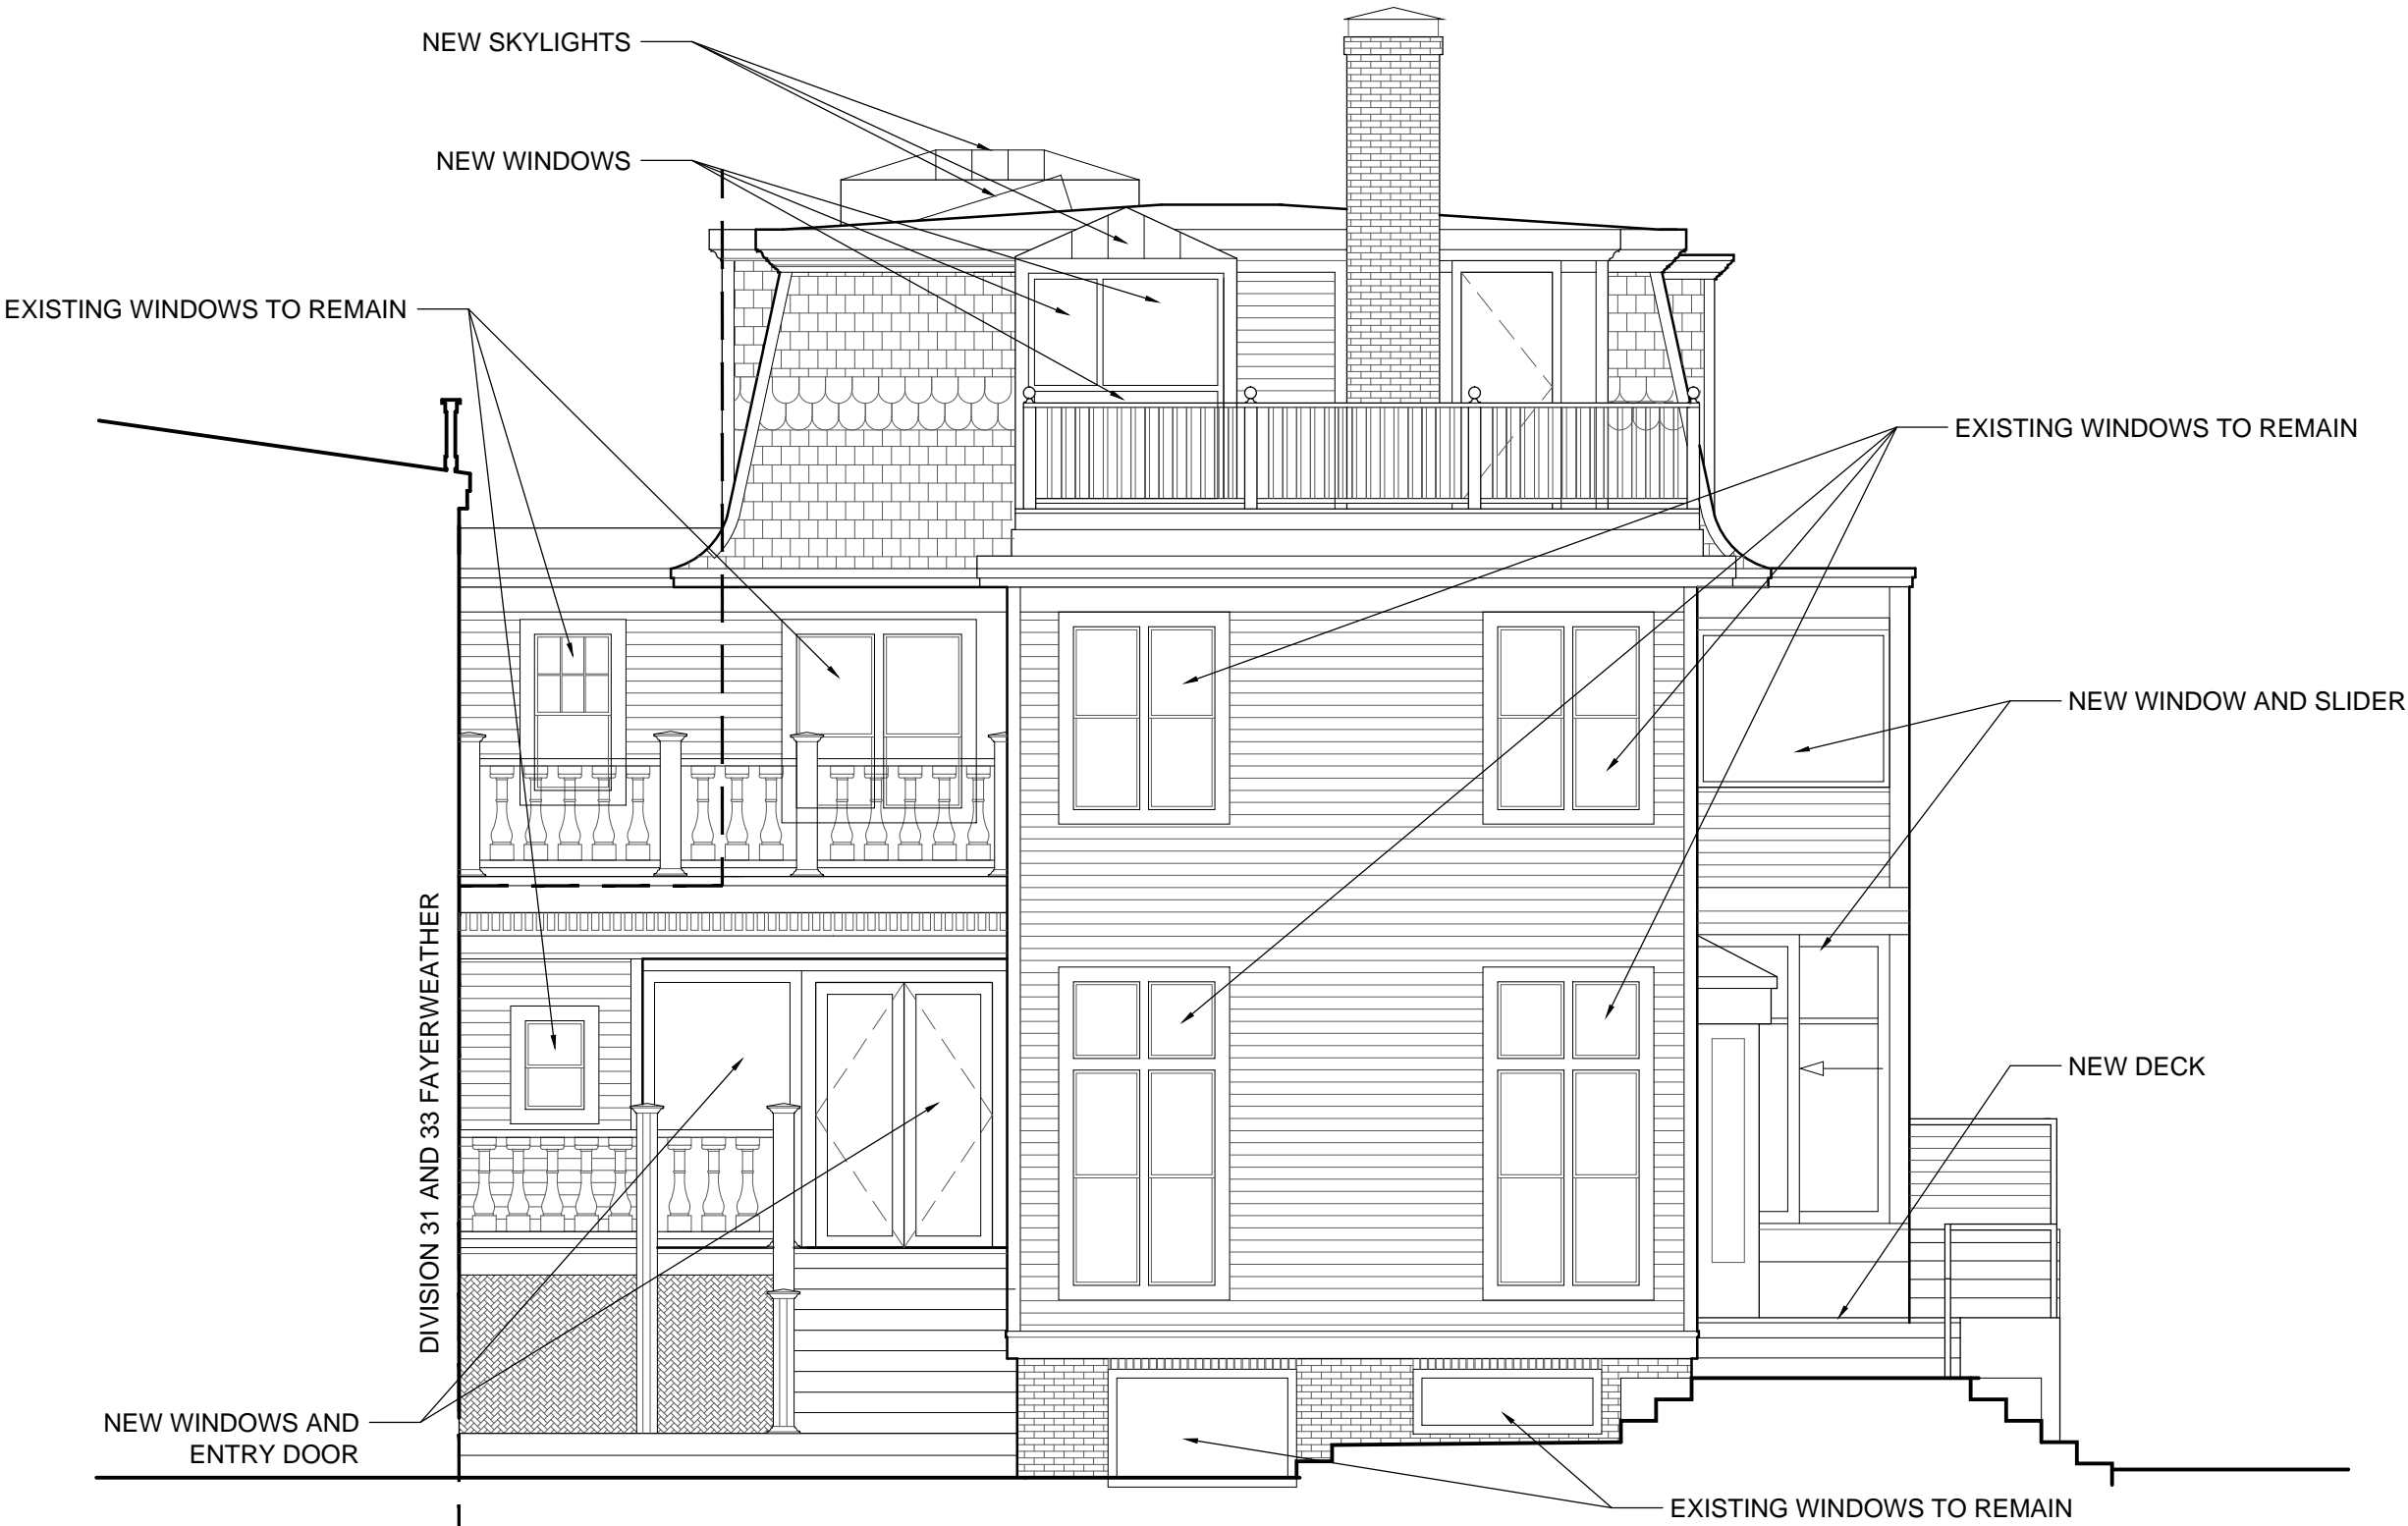 NEW SKYLIGHTS
NEW WINDOWS
EXISTING WINDOWS TO REMAIN
EXISTING WINDOWS TO REMAIN
NEW WINDOW AND SLIDER
DIVISION 31 AND 33 FAYERWEATHER
NEW DECK
NEW WINDOWS AND
ENTRY DOOR
EXISTING WINDOWS TO REMAIN